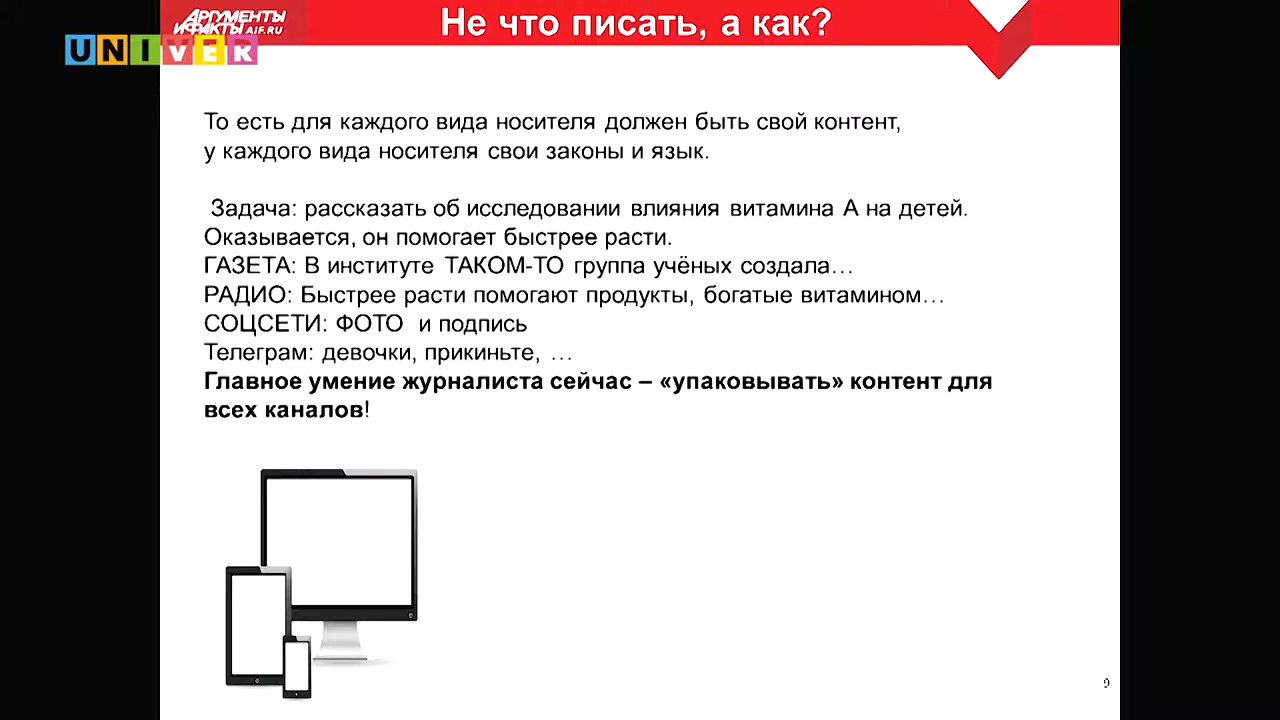 АРГУМЕНТЫ
И ФАКТЫ AIF.RU
UNIVER
Не что писать, а как?
То есть для каждого вида носителя должен быть свой контент,
у каждого вида носителя свои законы и язык.
Задача: рассказать об исследовании влияния витамина А на детей.
Оказывается, он помогает быстрее расти.
ГАЗЕТА: В институте ТАКОМ-ТО группа учёных создала…
РАДИО: Быстрее расти помогают продукты, богатые витамином…
СОЦСЕТИ: ФОТО и подпись
Телеграм: девочки, прикиньте, …
Главное умение журналиста сейчас – «упаковывать» контент для
всех каналов!
9